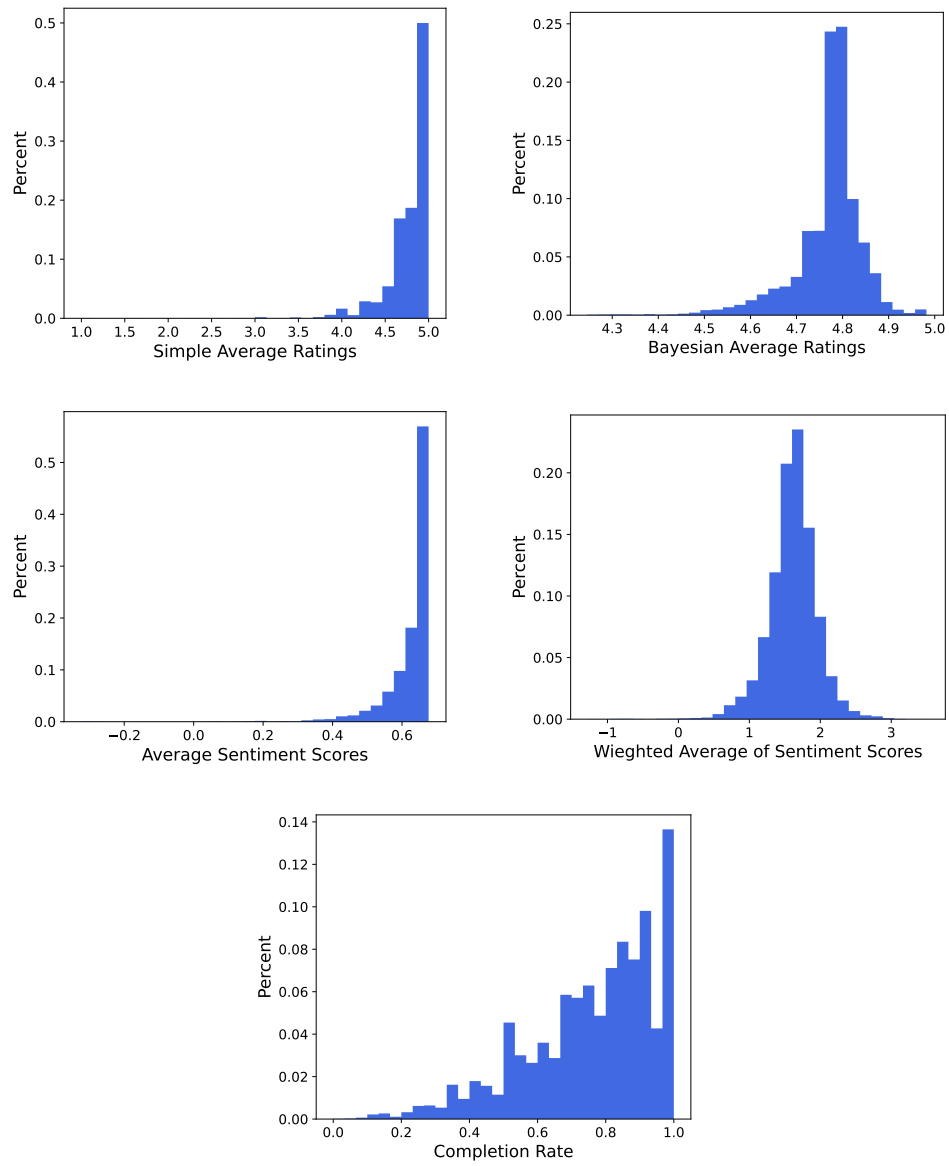 0.5
0.4
0.3
0.2
0.1
0.0
Percent
1.0 1.5 2.0 2.5 3.0 3.5 4.0 4.5 5.0
Simple Average Ratings
0.25
0.20
0.15
0.10
0.05
0.00
Percent
4.3 4.4 4.5 4.6 4.7 4.8 4.9 5.0
Bayesian Average Ratings
0.5
0.4
0.3
0.2
0.1
0.0
Percent
−0.2 0.0 0.2 0.4 0.6
Average Sentiment Scores
0.20
0.15
0.10
0.05
0.00
Percent
−1 0 1 2 3
Wieghted Average of Sentiment Scores
0.14
0.12
0.10
0.08
0.06
0.04
0.02
0.00
Percent
0.0 0.2 0.4 0.6 0.8 1.0
Completion Rate